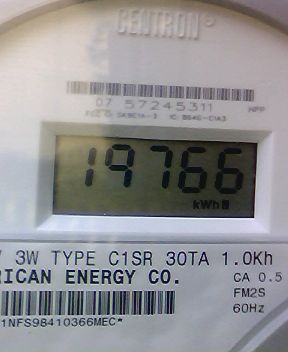 CENTRON®
07 57245311 NPP
19766
kWh
3W TYPE C1SR 30TA 1.0Kh
RICAN ENERGY CO.
CA 0.5
FM2S
60Hz
1NFS98410366MEC*